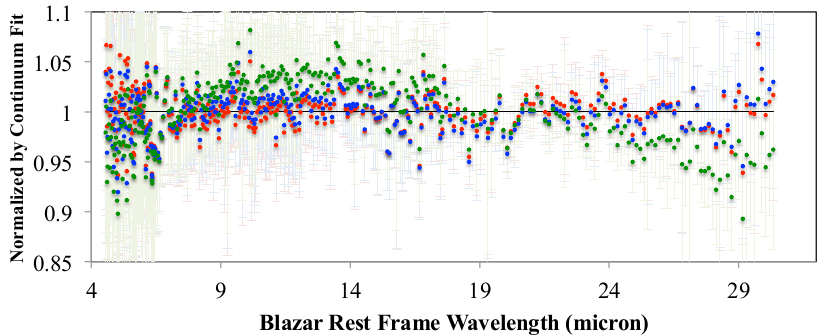 1.1
1.05
1
0.95
0.9
0.85
Normalized by Continuum Fit
4 9 14 19 24 29
Blazar Rest Frame Wavelength (micron)